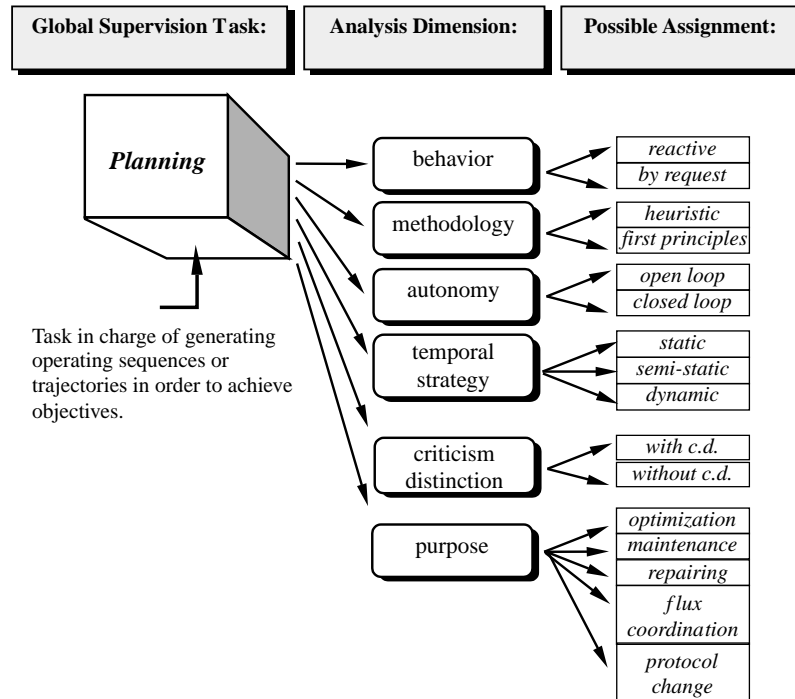 Global Supervision Task:
Analysis Dimension:
Possible Assignment:
Planning
Task in charge of generating
operating sequences or
trajectories in order to achieve
objectives.
behavior
reactive
by request
methodology
heuristic
first principles
autonomy
open loop
closed loop
temporal
strategy
static
semi-static
dynamic
criticism
distinction
with c.d.
without c.d.
purpose
optimization
maintenance
repairing
flux
coordination
protocol
change